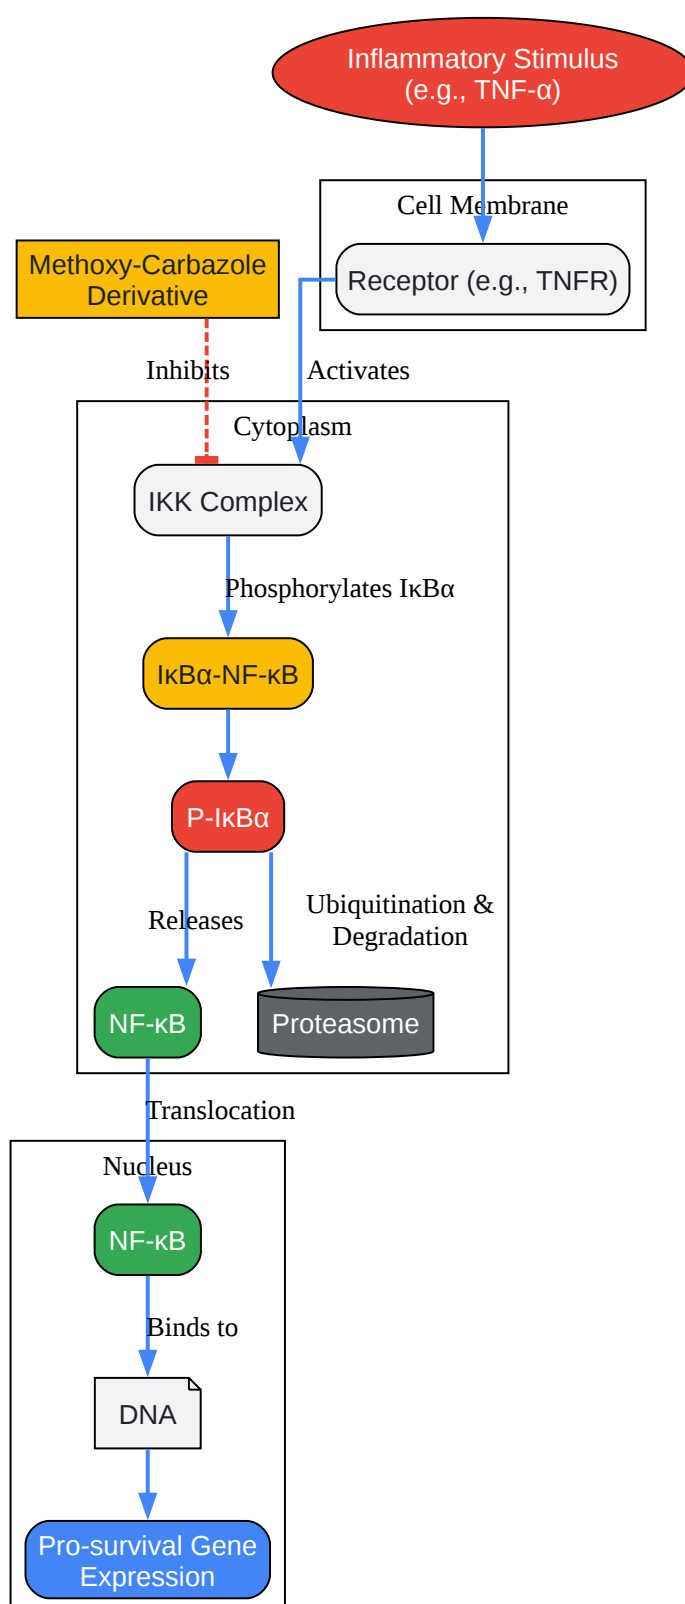 Inflammatory Stimulus
(e.g., TNF-α)
Cell Membrane
Receptor (e.g., TNFR)
Methoxy-Carbazole
Derivative
Inhibits
Activates
Cytoplasm
IKK Complex
Phosphorylates IκBα
IκBα-NF-κB
P-IκBα
Releases
Ubiquitination &
Degradation
NF-κB
Proteasome
Translocation
Nucleus
NF-κB
Binds to
DNA
Pro-survival Gene
Expression